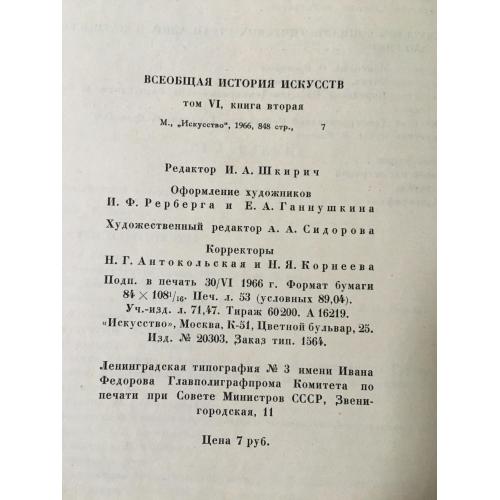 ВСЕОБЩАЯ ИСТОРИЯ ИСКУССТВ
том VI, книга вторая
М., „Искусство", 1966, 848 стр., 7
Редактор И. А. Шкирич
Оформление художников
И. Ф. Рерберга и Е. А. Ганнушкина
Художественный редактор А. А. Сидорова
Корректоры
Н. Г. Антокольская и Н. Я. Корнеева
Подп. в печать 30/VI 1966 г. Формат бумаги
84 × 108¹/₁₆. Печ. л. 53 (условных 89,04).
Уч.-изд. л. 71,47. Тираж 60200. А 16219.
«Искусство», Москва, К-51, Цветной бульвар, 25.
Изд. № 20303. Заказ тип. 1564.
Ленинградская типография № 3 имени Ивана
Федорова Главполиграфпрома Комитета по
печати при Совете Министров СССР, Звени-
городская, 11
Цена 7 руб.